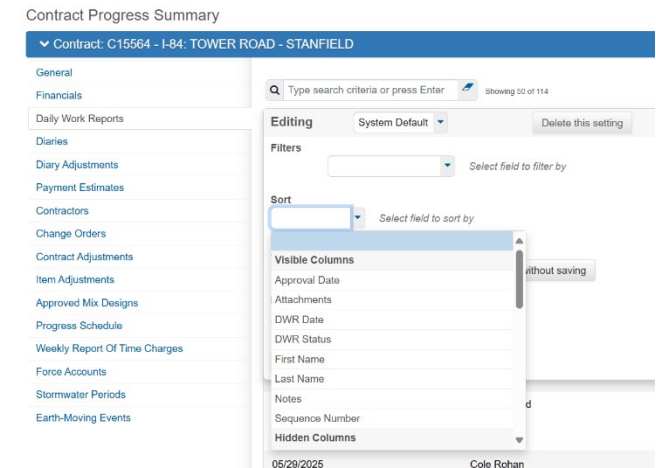 Contract Progress Summary
Contract: C15564 - I-84: TOWER ROAD - STANFIELD
General
Financials
Daily Work Reports
Diaries
Diary Adjustments
Payment Estimates
Contractors
Change Orders
Contract Adjustments
Item Adjustments
Approved Mix Designs
Progress Schedule
Weekly Report Of Time Charges
Force Accounts
Stormwater Periods
Earth-Moving Events
Type search criteria or press Enter
Showing 50 of 114
Editing
System Default
Delete this setting
Filters
Select field to filter by
Sort
Select field to sort by
Visible Columns
Approval Date
Attachments
DWR Date
DWR Status
First Name
Last Name
Notes
Sequence Number
Hidden Columns
without saving
05/29/2025
Cole Rohan